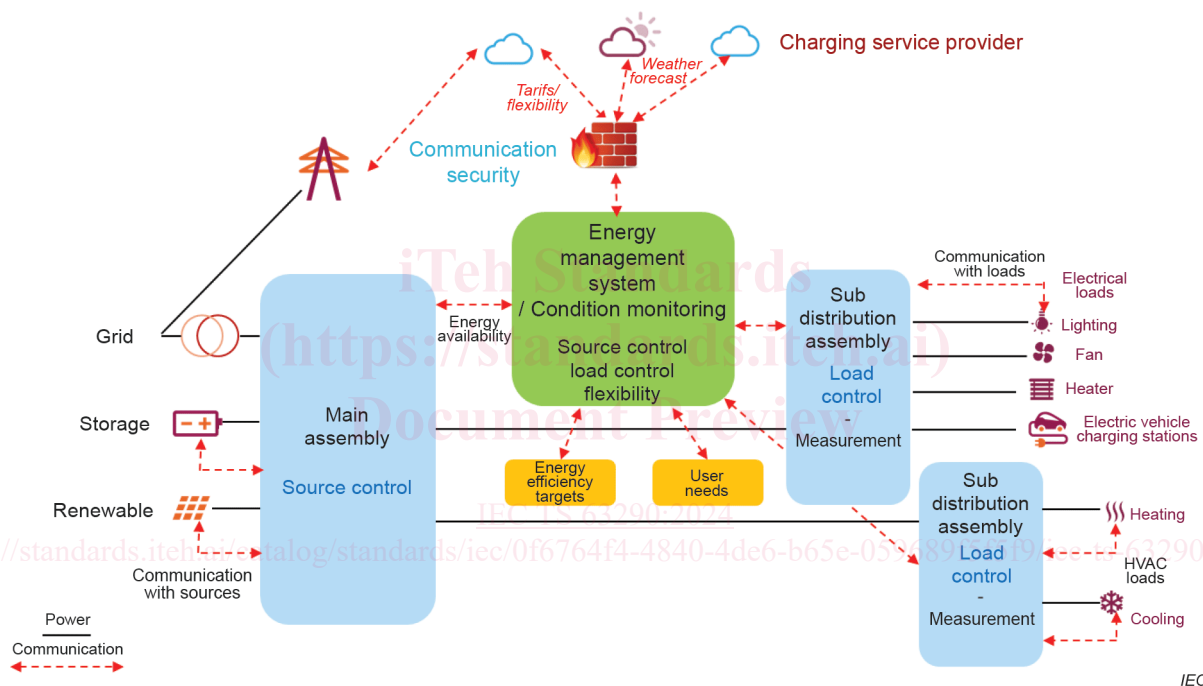 Charging service provider
Weather
forecast
Tarifs/
flexibility
Communication
security
Energy
management
system
/ Condition monitoring
Source control
load control
flexibility
Grid
Storage
Renewable
Main
assembly
Source control
Energy
availability
Energy
efficiency
targets
User
needs
Sub
distribution
assembly
Load
control
-
Measurement
Communication
with loads
Electrical
loads
Lighting
Fan
Heater
Electric vehicle
charging stations
Sub
distribution
assembly
Load
control
-
Measurement
Heating
HVAC
loads
Cooling
Communication
with sources
Power
Communication
IEC
iTeh Standards
(https://standards.iteh.ai)
Document Preview
IEC TS 63290:2024